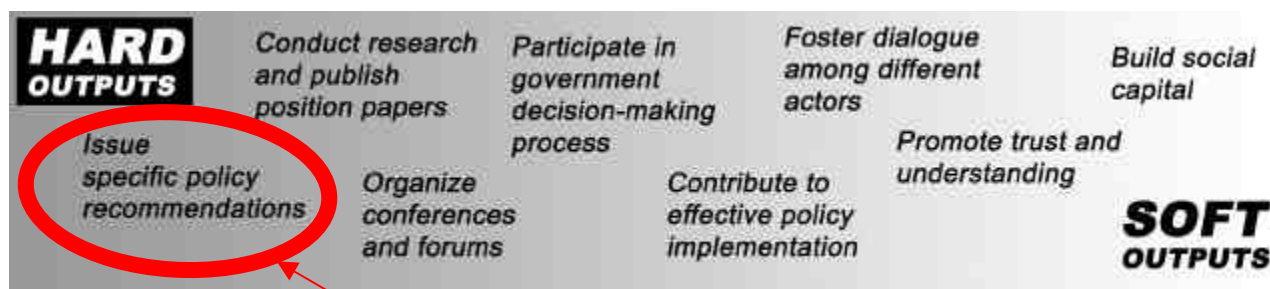 HARD
OUTPUTS
Issue
specific policy
recommendations
Conduct research
and publish
position papers
Organize
conferences
and forums
Participate in
government
decision-making
process
Contribute to
effective policy
implementation
Foster dialogue
among different
actors
Promote trust and
understanding
Build social
capital
SOFT
OUTPUTS